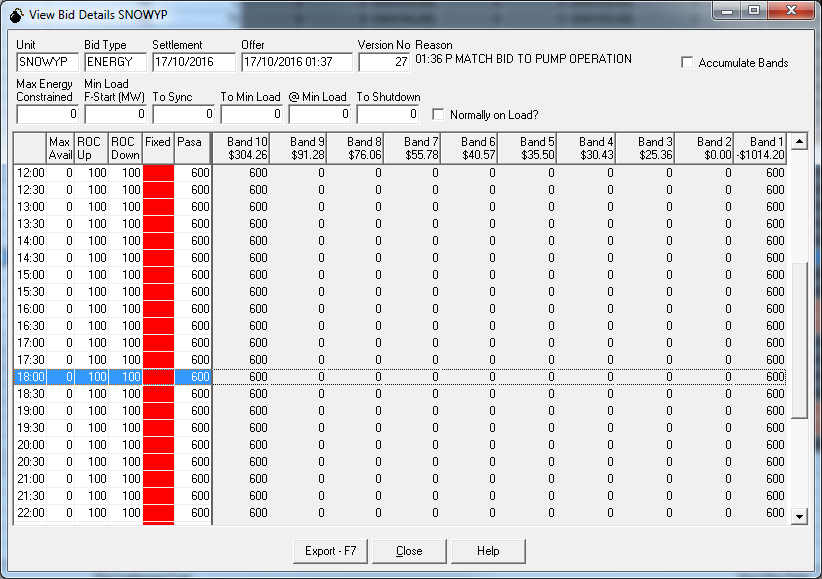 View Bid Details SNOWYP
Unit Bid Type Settlement Offer Version No Reason
SNOWYP ENERGY 17/10/2016 17/10/2016 01:37 27 01:36 P MATCH BID TO PUMP OPERATION
Accumulate Bands
Max Energy Min Load
Constrained F-Start (MW) To Sync To Min Load @ Min Load To Shutdown
0 0 0 0 0 0 Normally on Load?
Max ROC ROC Fixed Pasa Band 10 Band 9 Band 8 Band 7 Band 6 Band 5 Band 4 Band 3 Band 2 Band 1
Avail Up Down $304.26 $91.28 $76.06 $55.78 $40.57 $35.50 $30.43 $25.36 $0.00 -$1014.20
12:00 0 100 100 600 600 0 0 0 0 0 0 0 0 600
12:30 0 100 100 600 600 0 0 0 0 0 0 0 0 600
13:00 0 100 100 600 600 0 0 0 0 0 0 0 0 600
13:30 0 100 100 600 600 0 0 0 0 0 0 0 0 600
14:00 0 100 100 600 600 0 0 0 0 0 0 0 0 600
14:30 0 100 100 600 600 0 0 0 0 0 0 0 0 600
15:00 0 100 100 600 600 0 0 0 0 0 0 0 0 600
15:30 0 100 100 600 600 0 0 0 0 0 0 0 0 600
16:00 0 100 100 600 600 0 0 0 0 0 0 0 0 600
16:30 0 100 100 600 600 0 0 0 0 0 0 0 0 600
17:00 0 100 100 600 600 0 0 0 0 0 0 0 0 600
17:30 0 100 100 600 600 0 0 0 0 0 0 0 0 600
18:00 0 100 100 600 600 0 0 0 0 0 0 0 0 600
18:30 0 100 100 600 600 0 0 0 0 0 0 0 0 600
19:00 0 100 100 600 600 0 0 0 0 0 0 0 0 600
19:30 0 100 100 600 600 0 0 0 0 0 0 0 0 600
20:00 0 100 100 600 600 0 0 0 0 0 0 0 0 600
20:30 0 100 100 600 600 0 0 0 0 0 0 0 0 600
21:00 0 100 100 600 600 0 0 0 0 0 0 0 0 600
21:30 0 100 100 600 600 0 0 0 0 0 0 0 0 600
22:00 0 100 100 600 600 0 0 0 0 0 0 0 0 600
Export - F7 Close Help